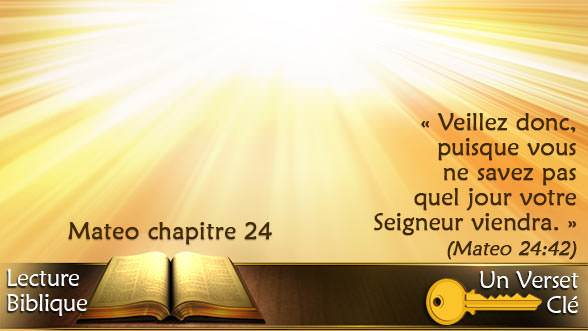 « Veillez donc,
puisque vous
ne savez pas
quel jour votre
Seigneur viendra. »
(Mateo 24:42)
Mateo chapitre 24
Lecture
Biblique
Un Verset
Clé